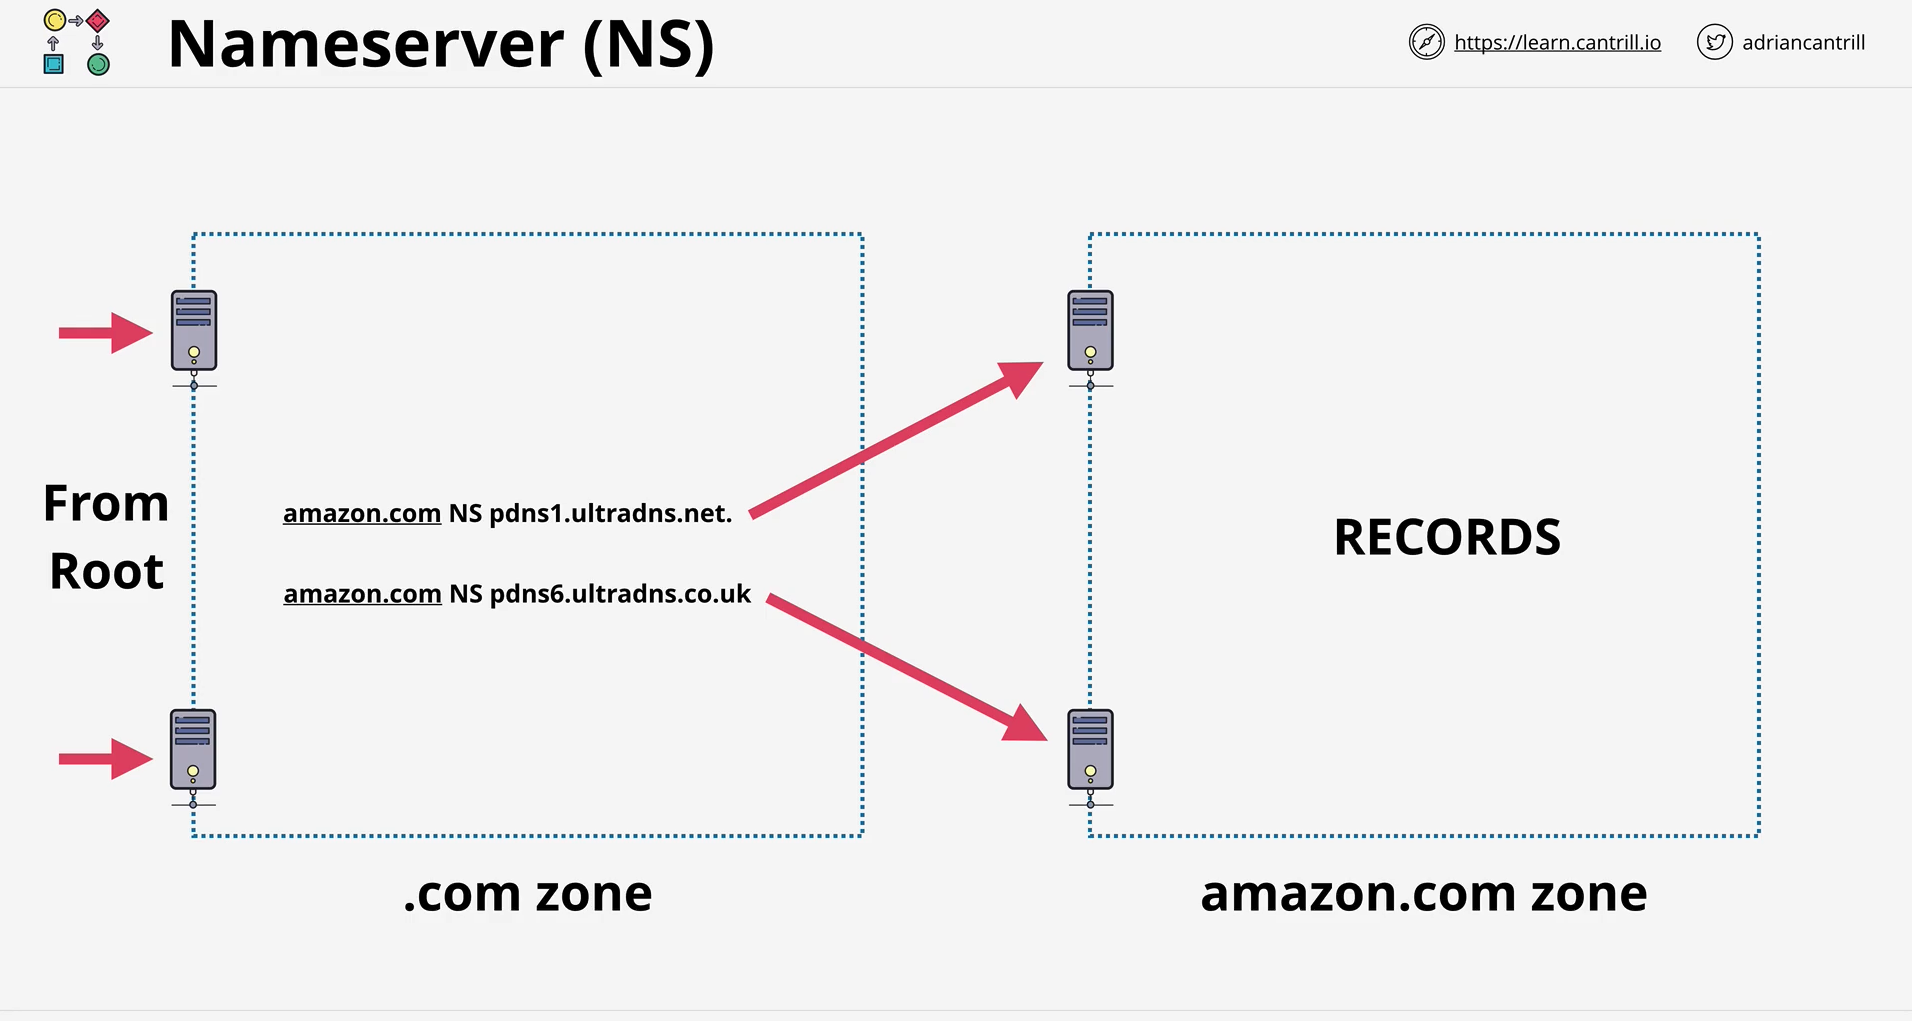 Nameserver (NS)
https://learn.cantrill.io
adriancantrill
From
Root
amazon.com NS pdns1.ultradns.net.
amazon.com NS pdns6.ultradns.co.uk
RECORDS
.com zone
amazon.com zone